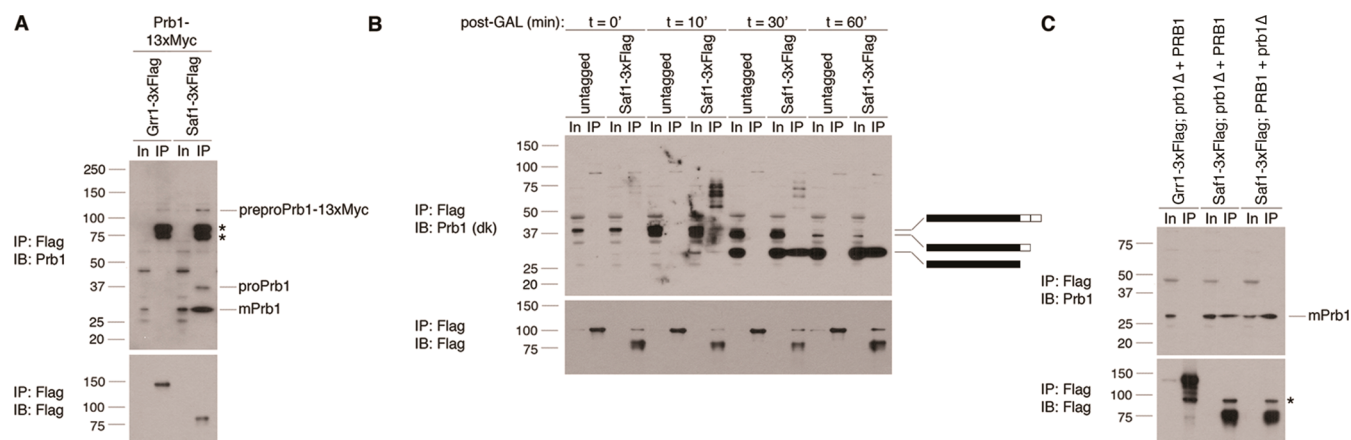 A
Prb1-
13xMyc
Grr1-3xFlag
Saf1-3xFlag
In IP In IP
250
150
100
75
50
37
25
20
IP: Flag
IB: Prb1
preproPrb1-13xMyc
*
*
proPrb1
mPrb1
150
100
75
IP: Flag
IB: Flag
B
post-GAL (min): t = 0' t = 10' t = 30' t = 60'
untagged
Saf1-3xFlag
untagged
Saf1-3xFlag
untagged
Saf1-3xFlag
untagged
Saf1-3xFlag
In IP In IP In IP In IP In IP In IP In IP In IP
150
100
50
37
25
20
IP: Flag
IB: Prb1 (dk)
100
75
IP: Flag
IB: Flag
C
Grr1-3xFlag; prb1Δ + PRB1
Saf1-3xFlag; prb1Δ + PRB1
Saf1-3xFlag; PRB1 + prb1Δ
In IP In IP In IP
75
50
37
25
20
IP: Flag
IB: Prb1
mPrb1
150
100
75
IP: Flag
IB: Flag
*